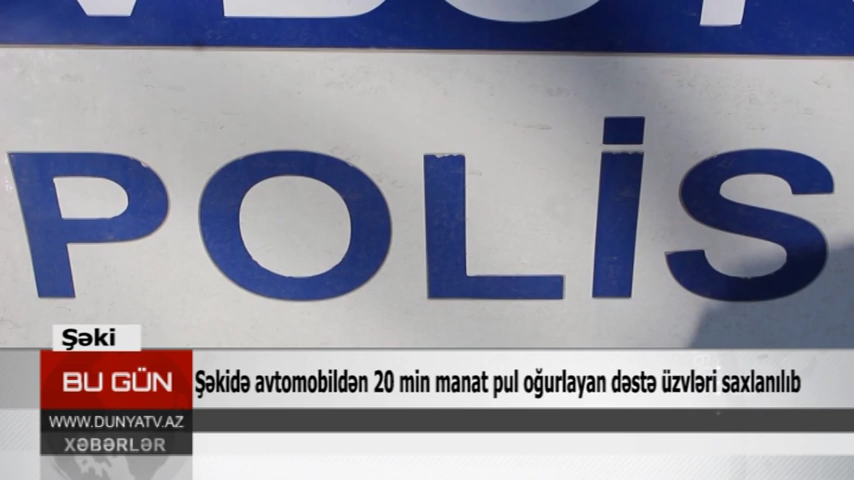 POLİS
Şəki
BU GÜN
Şəkidə avtomobildən 20 min manat pul oğurlayan dəstə üzvləri saxlanılıb
WWW.DUNYATV.AZ
XƏBƏRLƏR